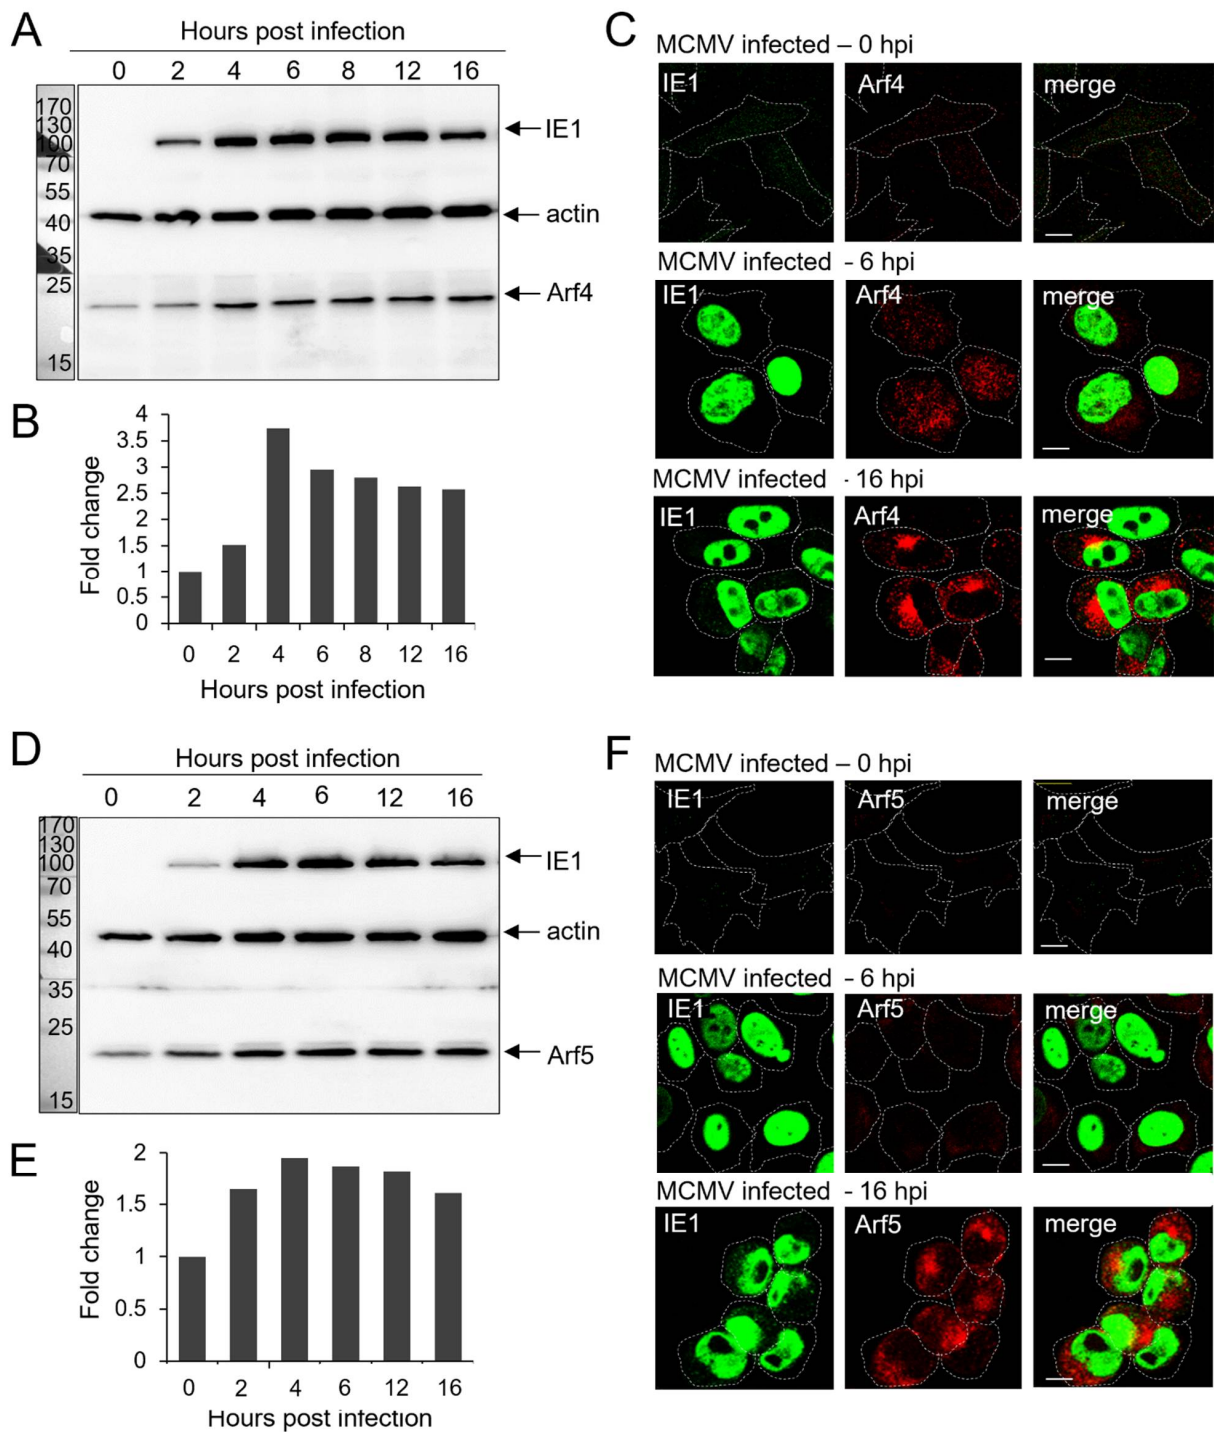 A
Hours post infection
0 2 4 6 8 12 16
170
130
100
70
55
40
35
25
15
IE1
actin
Arf4
B
Fold change
4
3.5
3
2.5
2
1.5
1
0.5
0
0 2 4 6 8 12 16
Hours post infection
C
MCMV infected – 0 hpi
IE1 Arf4 merge
MCMV infected - 6 hpi
IE1 Arf4 merge
MCMV infected - 16 hpi
IE1 Arf4 merge
D
Hours post infection
0 2 4 6 12 16
170
130
100
70
55
40
35
25
15
IE1
actin
Arf5
E
Fold change
2
1.5
1
0.5
0
0 2 4 6 12 16
Hours post infection
F
MCMV infected – 0 hpi
IE1 Arf5 merge
MCMV infected - 6 hpi
IE1 Arf5 merge
MCMV infected - 16 hpi
IE1 Arf5 merge